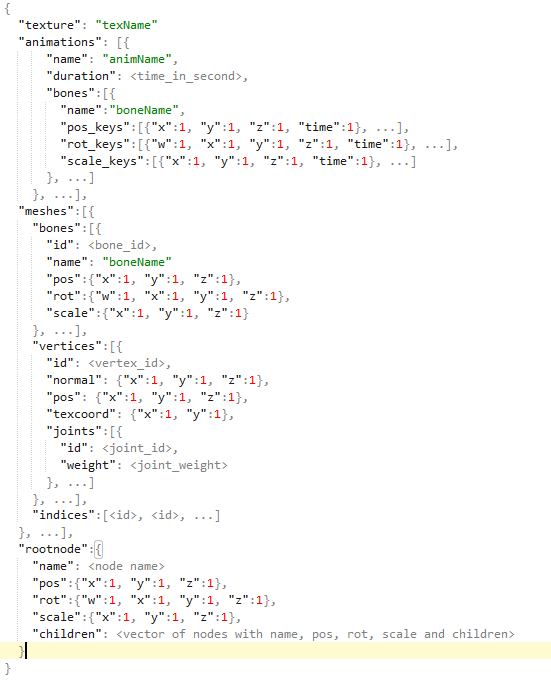 {
  "texture": "texName"
  "animations": [{
      "name": "animName",
      "duration": <time_in_second>,
      "bones":[{
        "name":"boneName",
        "pos_keys":[{"x":1, "y":1, "z":1, "time":1}, ...],
        "rot_keys":[{"w":1, "x":1, "y":1, "z":1, "time":1}, ...],
        "scale_keys":[{"x":1, "y":1, "z":1, "time":1}, ...]
      }, ...]
    }, ...],
  "meshes":[{
    "bones":[{
      "id": <bone_id>,
      "name": "boneName"
      "pos":{"x":1, "y":1, "z":1},
      "rot":{"w":1, "x":1, "y":1, "z":1},
      "scale":{"x":1, "y":1, "z":1}
    }, ...],
    "vertices":[{
      "id": <vertex_id>,
      "normal": {"x":1, "y":1, "z":1},
      "pos": {"x":1, "y":1, "z":1},
      "texcoord": {"x":1, "y":1},
      "joints":[{
        "id": <joint_id>,
        "weight": <joint_weight>
      }, ...]
    }, ...],
    "indices":[<id>, <id>, ...]
  }, ...],
  "rootnode":{
    "name": <node name>
    "pos":{"x":1, "y":1, "z":1},
    "rot":{"w":1, "x":1, "y":1, "z":1},
    "scale":{"x":1, "y":1, "z":1},
    "children": <vector of nodes with name, pos, rot, scale and children>
  }
}